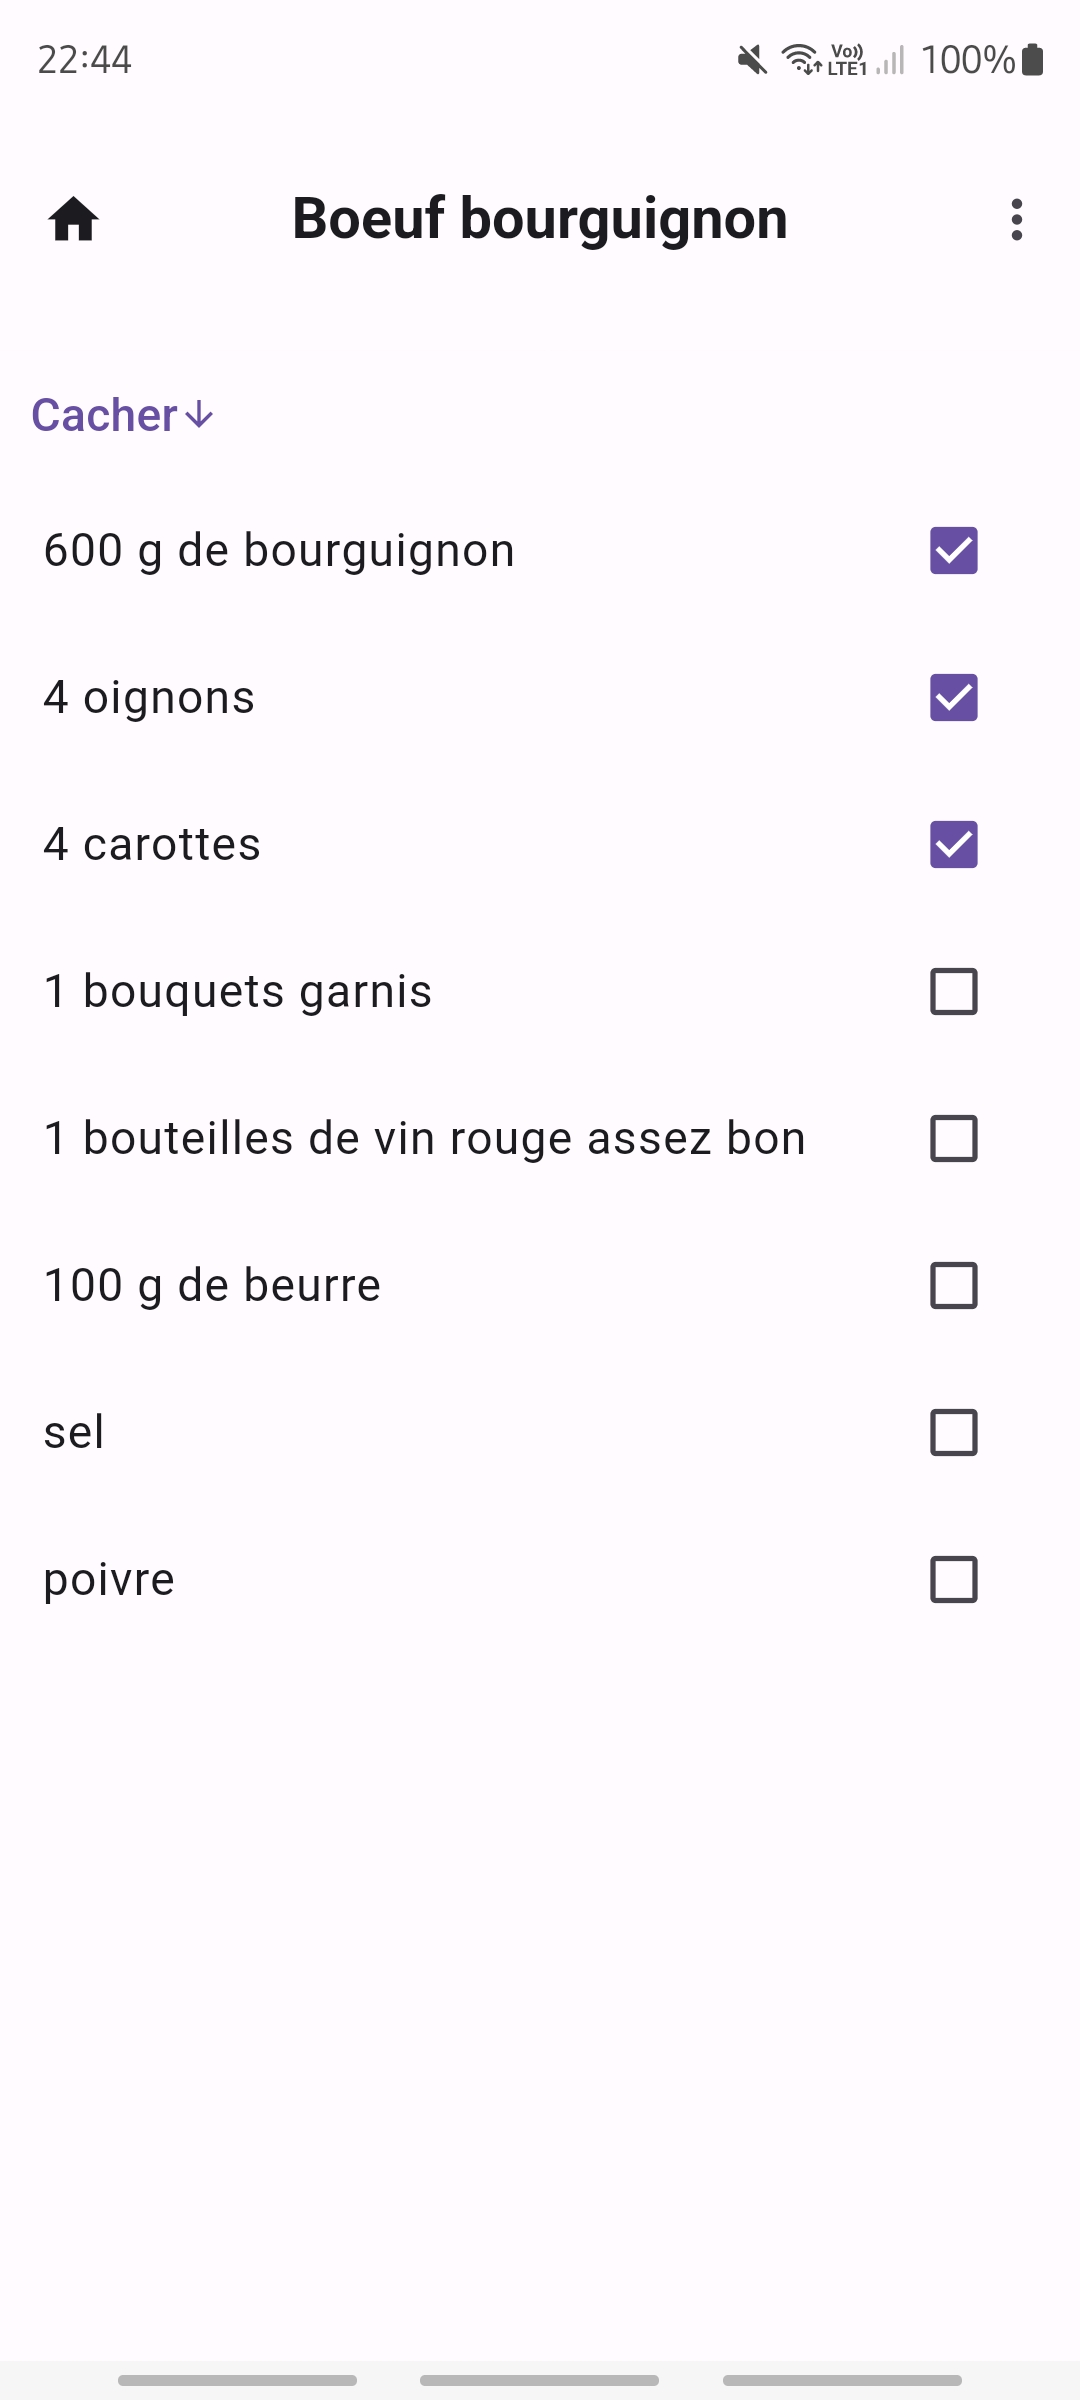 22:44
Vo)) LTE1 100%
Boeuf bourguignon
Cacher
600 g de bourguignon
4 oignons
4 carottes
1 bouquets garnis
1 bouteilles de vin rouge assez bon
100 g de beurre
sel
poivre